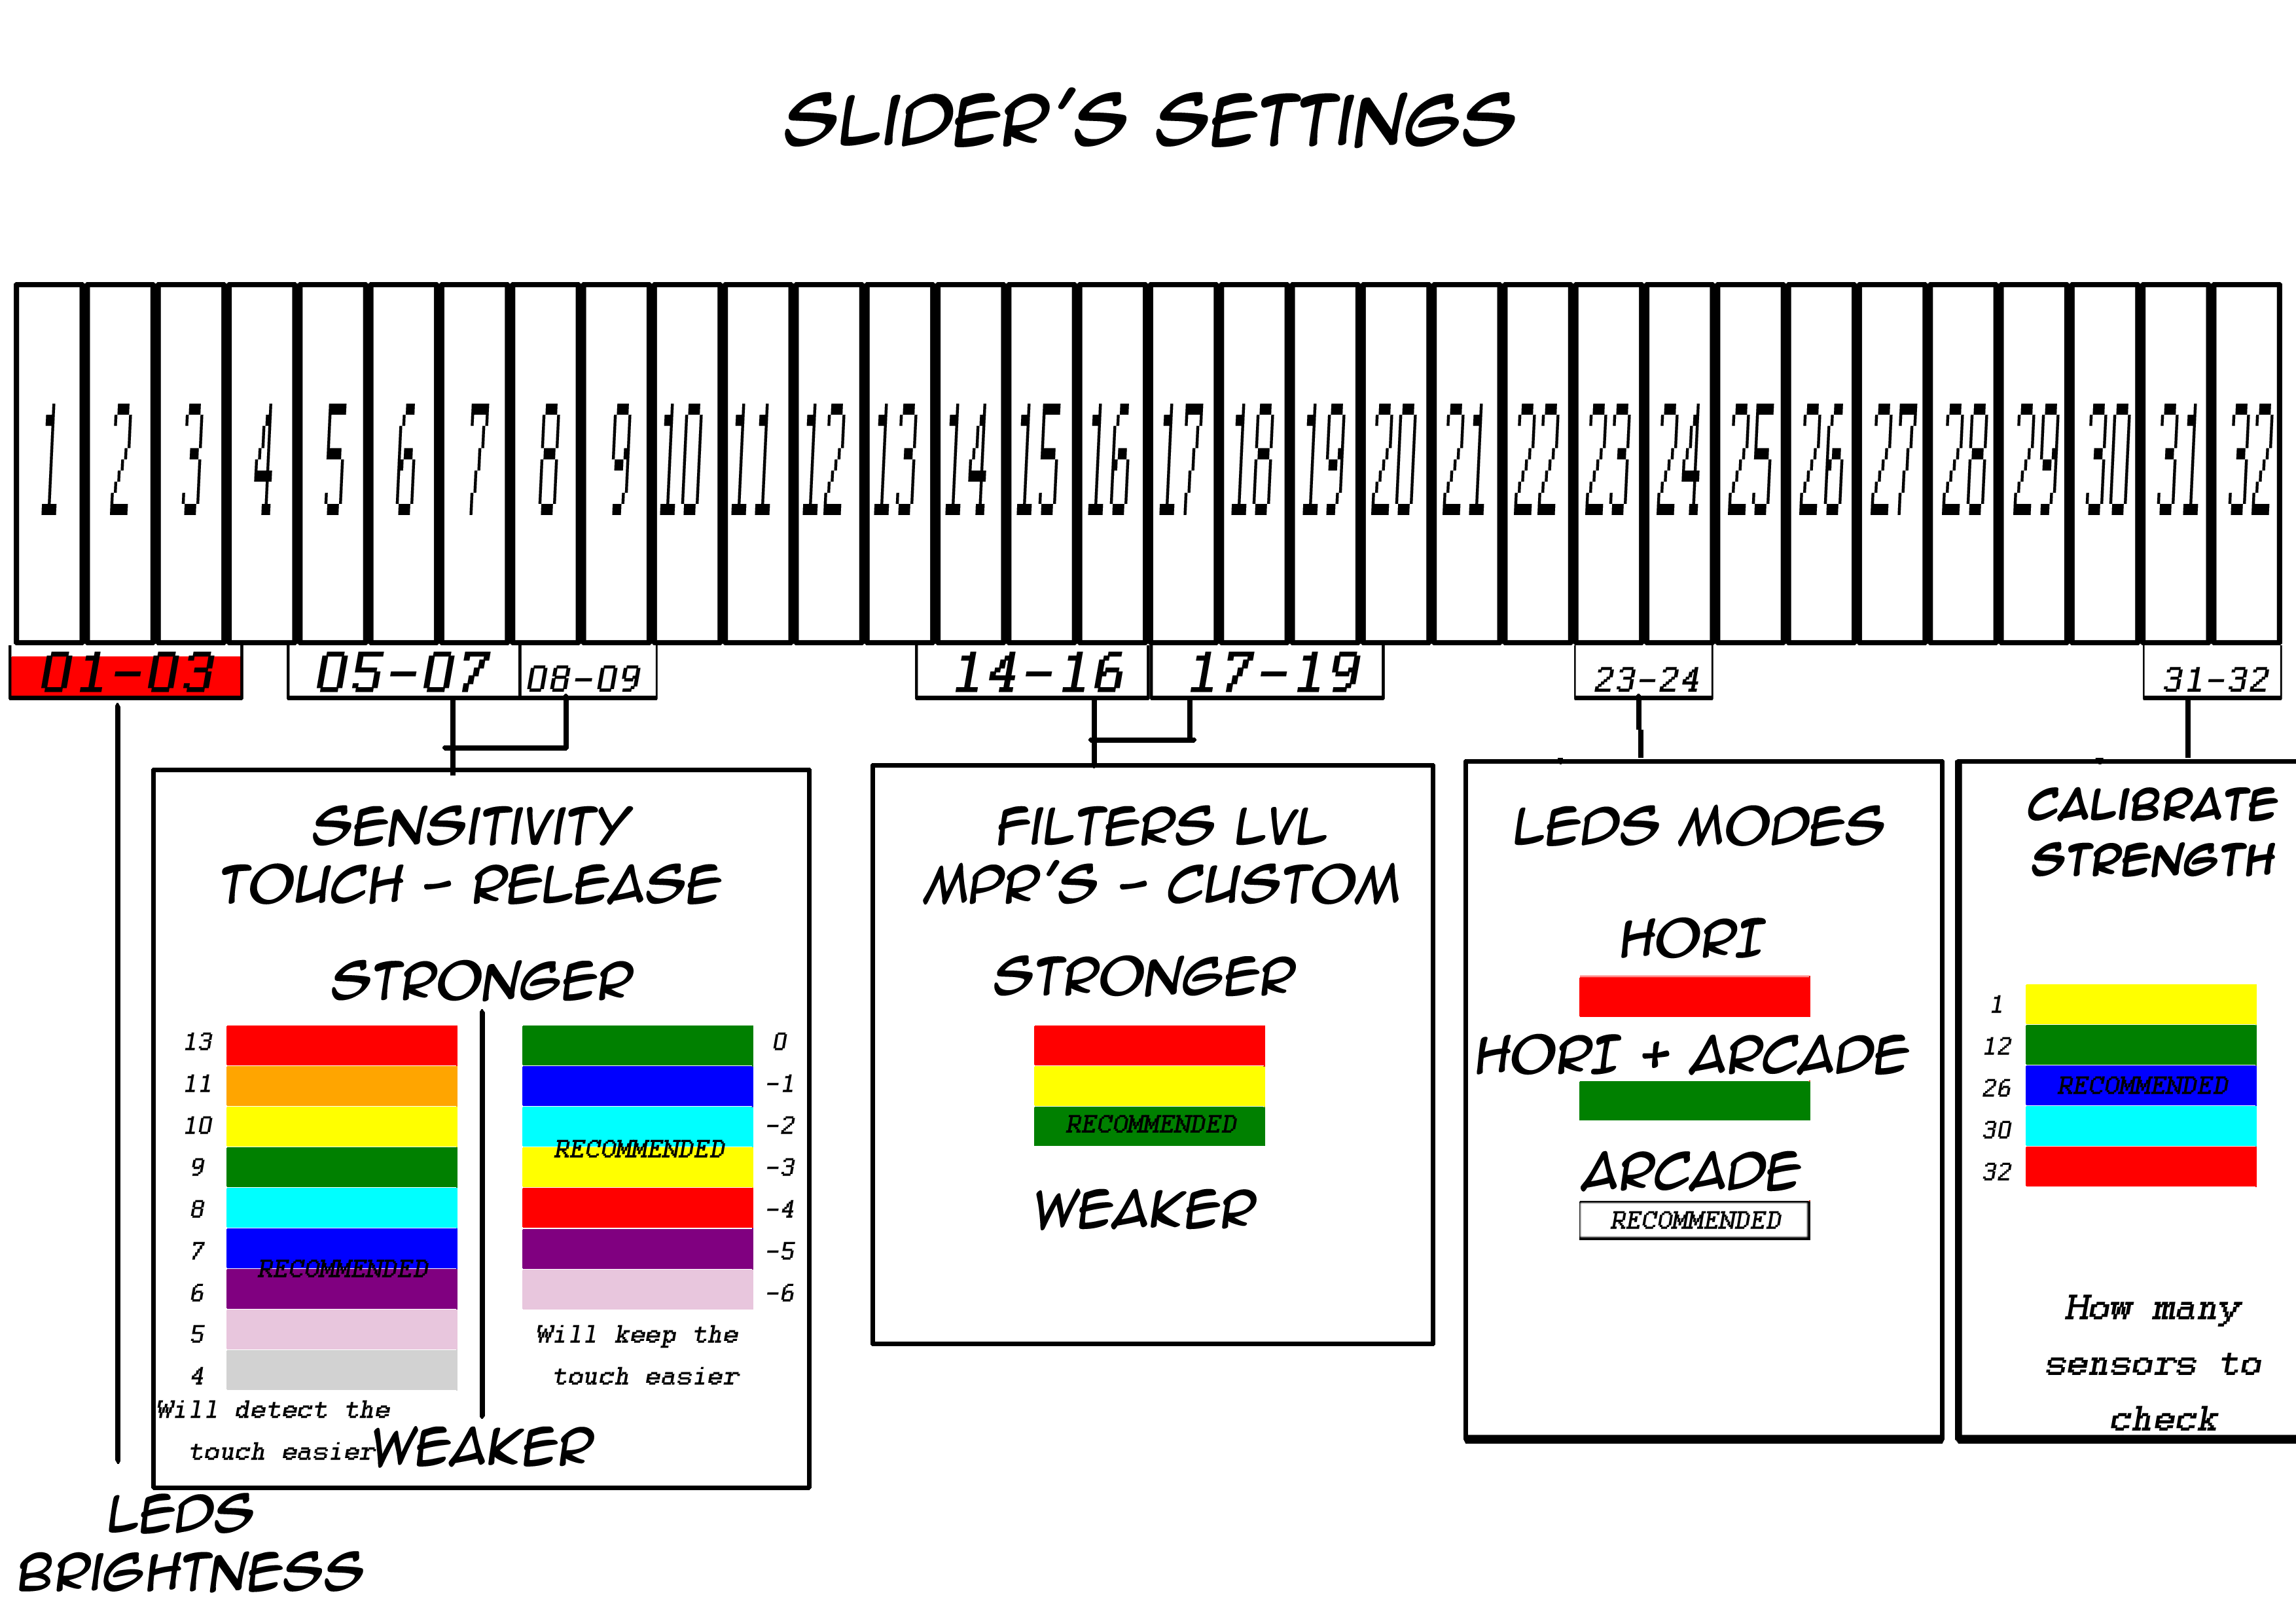 SLIDER'S SETTINGS
1 2 3 4 5 6 7 8 9 10 11 12 13 14 15 16 17 18 19 20 21 22 23 24 25 26 27 28 29 30 31 32
01-03 05-07 08-09 14-16 17-19 23-24 31-32
SENSITIVITY
TOUCH - RELEASE
STRONGER
13
11
10
9
8
7
RECOMMENDED
6
5
4
Will detect the
touch easier
0
-1
-2
RECOMMENDED
-3
-4
-5
-6
Will keep the
touch easier
WEAKER
FILTERS LVL
MPR'S - CUSTOM
STRONGER
RECOMMENDED
WEAKER
LEDS MODES
HORI
HORI + ARCADE
ARCADE
RECOMMENDED
CALIBRATE
STRENGTH
1
12
26 RECOMMENDED
30
32
How many
sensors to
check
LEDS
BRIGHTNESS